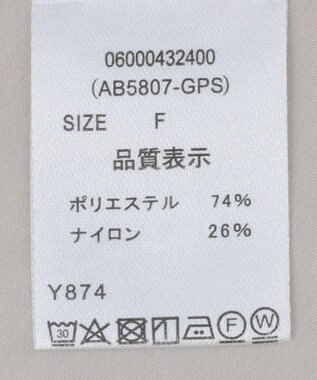 06000432400
(AB5807-GPS)
SIZE F
品質表示
ポリエステル 74%
ナイロン 26%
Y874
30 F W